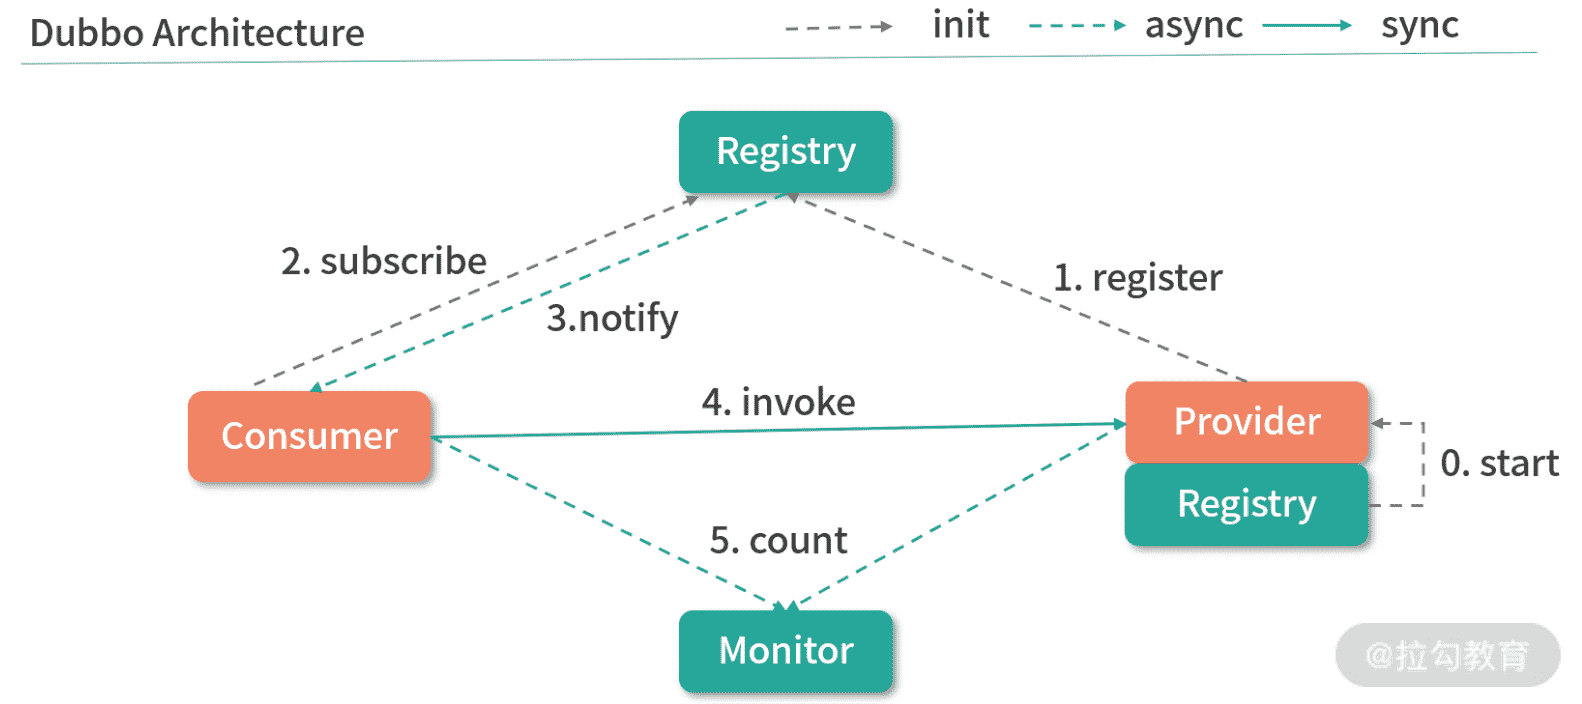 Dubbo Architecture
init
async
sync
Registry
2. subscribe
1. register
3.notify
4. invoke
Consumer
Provider
0. start
Registry
5. count
Monitor
@拉勾教育